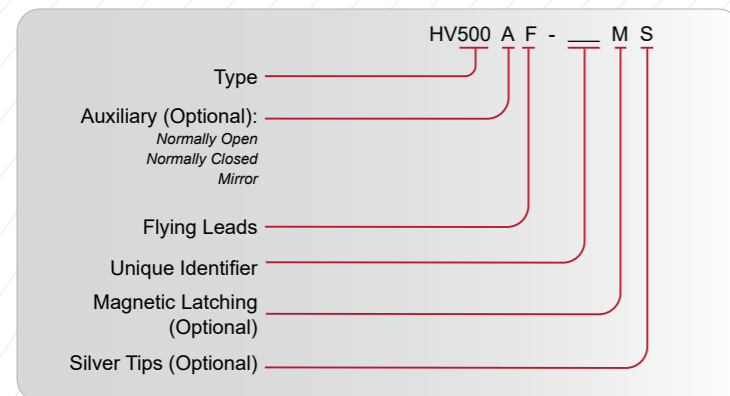 HV500 A F - ___ M S
Type
Auxiliary (Optional):
Normally Open
Normally Closed
Mirror
Flying Leads
Unique Identifier
Magnetic Latching
(Optional)
Silver Tips (Optional)